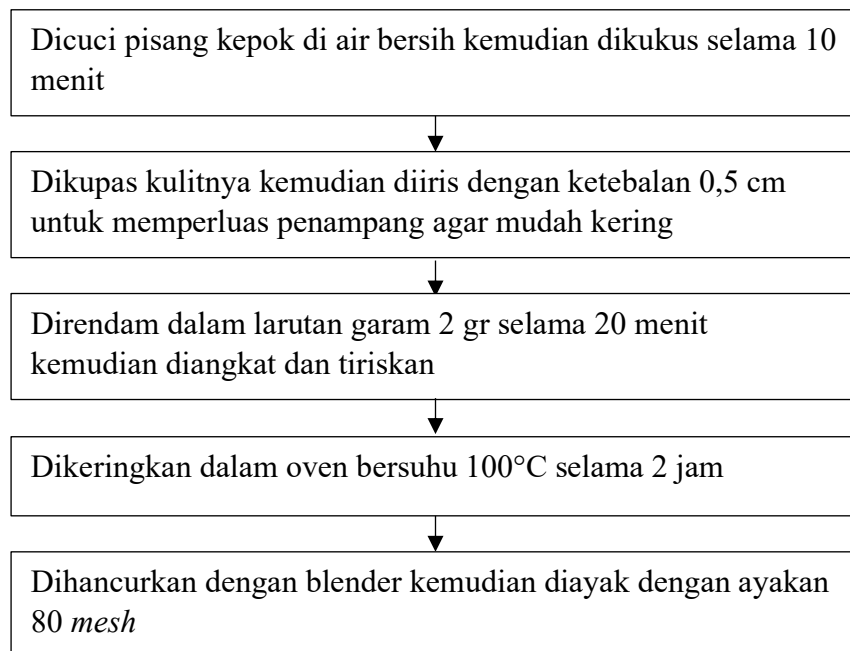 Dicuci pisang kepok di air bersih kemudian dikukus selama 10
menit
Dikupas kulitnya kemudian diiris dengan ketebalan 0,5 cm
untuk memperluas penampang agar mudah kering
Direndam dalam larutan garam 2 gr selama 20 menit
kemudian diangkat dan tiriskan
Dikeringkan dalam oven bersuhu 100°C selama 2 jam
Dihancurkan dengan blender kemudian diayak dengan ayakan
80 mesh